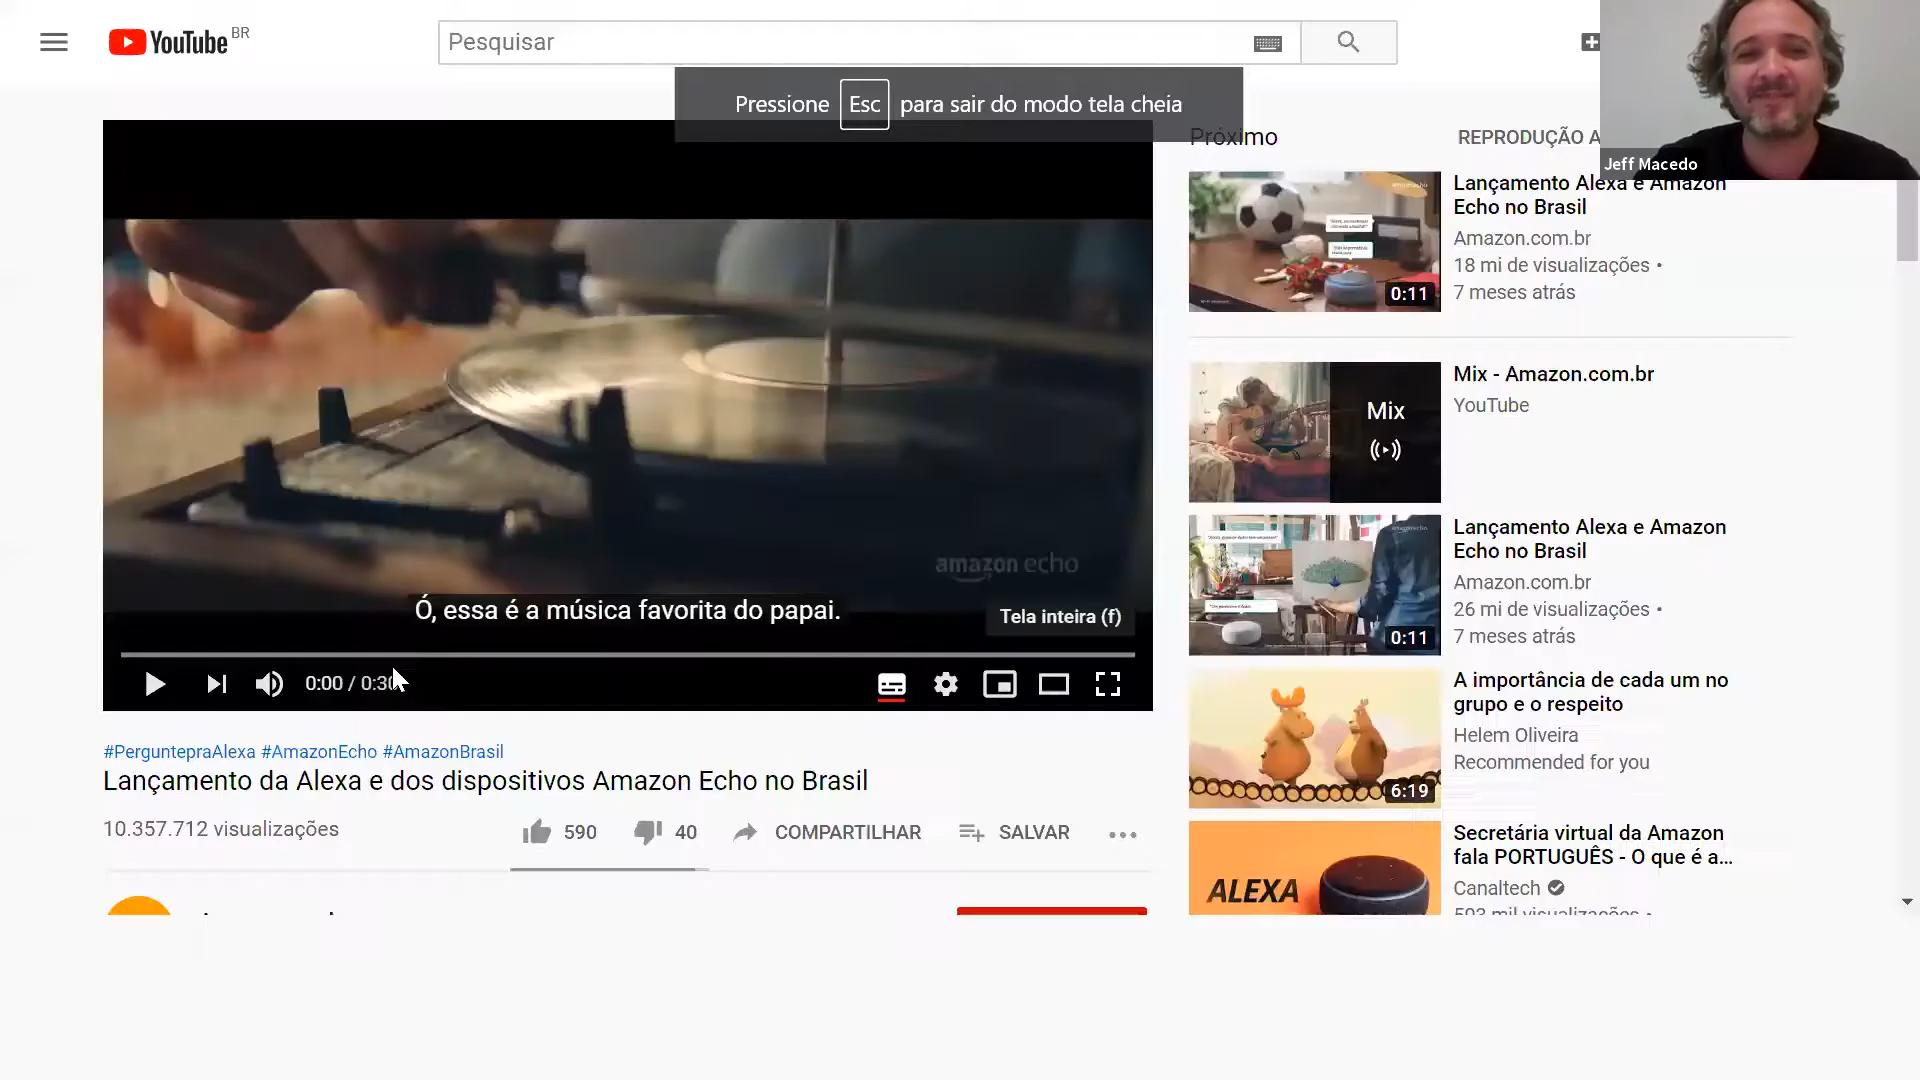 YouTube BR
Pesquisar
Pressione Esc para sair do modo tela cheia
Jeff Macedo
amazon echo
Ó, essa é a música favorita do papai.
Tela inteira (f)
0:00 / 0:30
#PerguntepraAlexa #AmazonEcho #AmazonBrasil
Lançamento da Alexa e dos dispositivos Amazon Echo no Brasil
10.357.712 visualizações
590
40
COMPARTILHAR
SALVAR
Próximo
REPRODUÇÃO A
Lançamento Alexa e Amazon
Echo no Brasil
Amazon.com.br
18 mi de visualizações •
7 meses atrás
0:11
Mix
Mix - Amazon.com.br
YouTube
Lançamento Alexa e Amazon
Echo no Brasil
Amazon.com.br
26 mi de visualizações •
7 meses atrás
0:11
A importância de cada um no
grupo e o respeito
Helem Oliveira
Recommended for you
6:19
ALEXA
Secretária virtual da Amazon
fala PORTUGUÊS - O que é a...
Canaltech
503 mil visualizações •